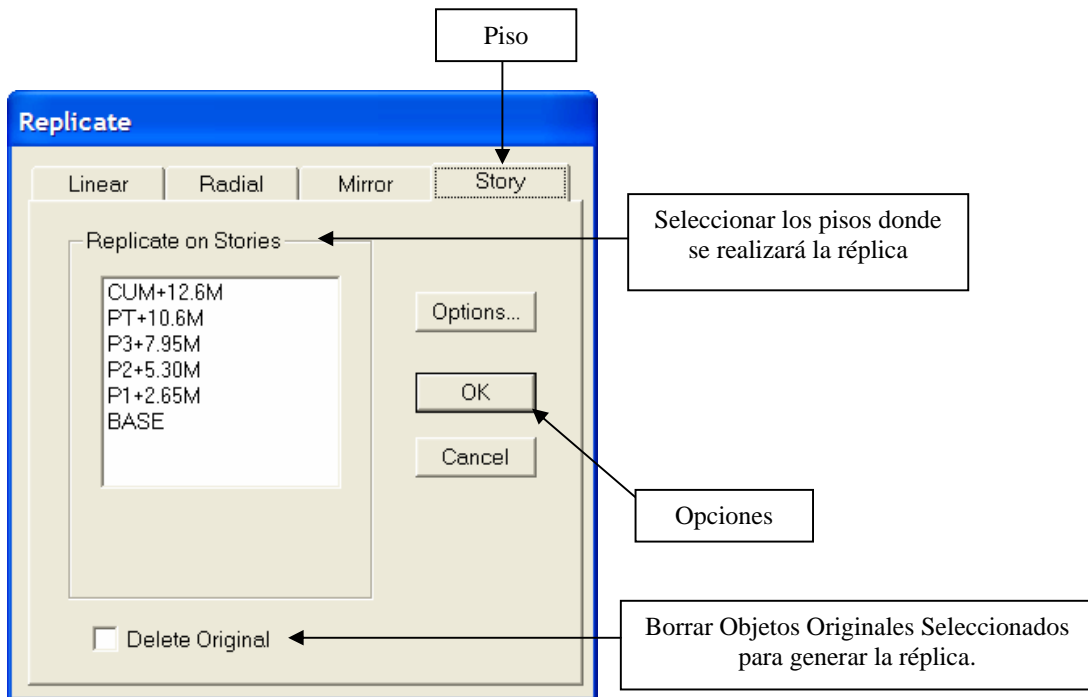 Piso
Replicate
Linear
Radial
Mirror
Story
Seleccionar los pisos donde
se realizará la réplica
Replicate on Stories
CUM+12.6M
PT+10.6M
P3+7.95M
P2+5.30M
P1+2.65M
BASE
Options...
OK
Cancel
Opciones
Delete Original
Borrar Objetos Originales Seleccionados
para generar la réplica.